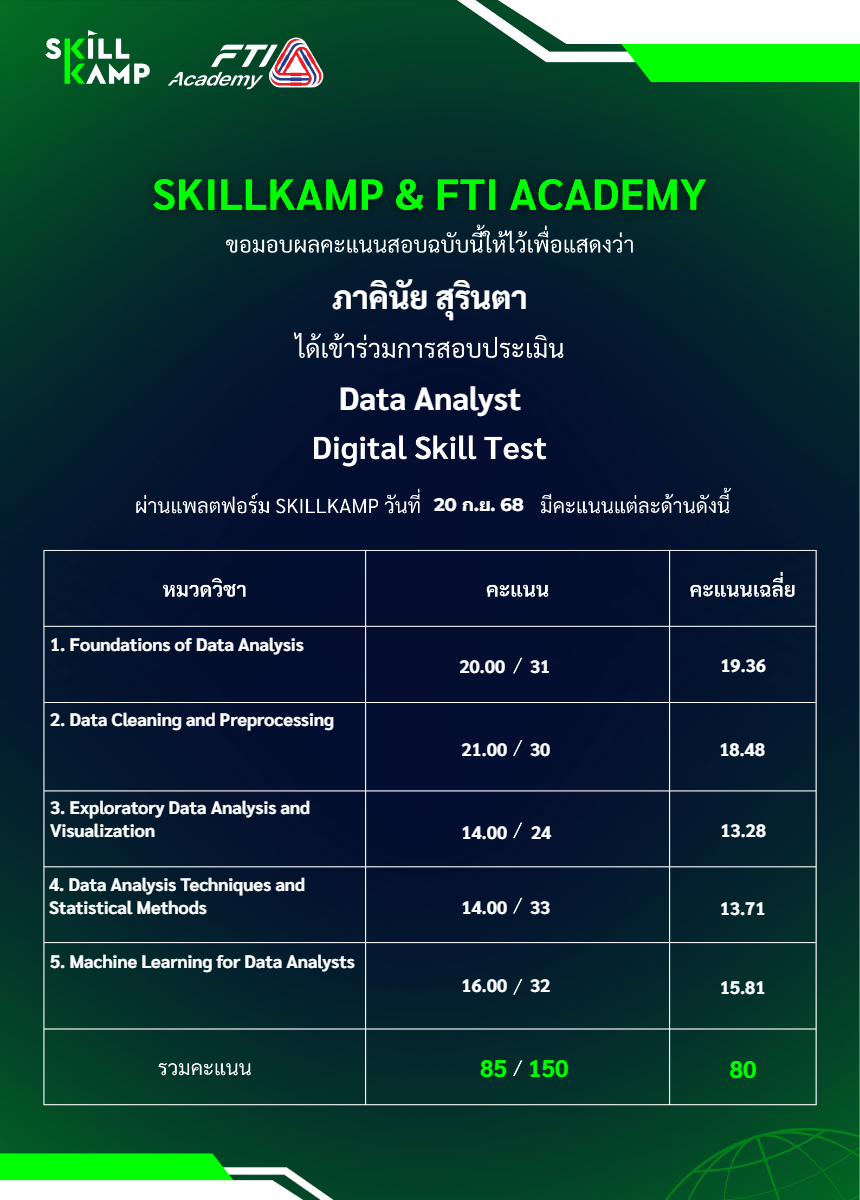 SKILL
KAMP
FTI
Academy
SKILLKAMP & FTI ACADEMY
ขอมอบผลคะแนนสอบฉบับนี้ให้ไว้เพื่อแสดงว่า
ภาคินัย สุรินตา
ได้เข้าร่วมการสอบประเมิน
Data Analyst
Digital Skill Test
ผ่านแพลตฟอร์ม SKILLKAMP วันที่ 20 ก.ย. 68 มีคะแนนแต่ละด้านดังนี้
หมวดวิชา คะแนน คะแนนเฉลี่ย
1. Foundations of Data Analysis
20.00 / 31 19.36
2. Data Cleaning and Preprocessing
21.00 / 30 18.48
3. Exploratory Data Analysis and
Visualization
14.00 / 24 13.28
4. Data Analysis Techniques and
Statistical Methods
14.00 / 33 13.71
5. Machine Learning for Data Analysts
16.00 / 32 15.81
รวมคะแนน 85 / 150 80